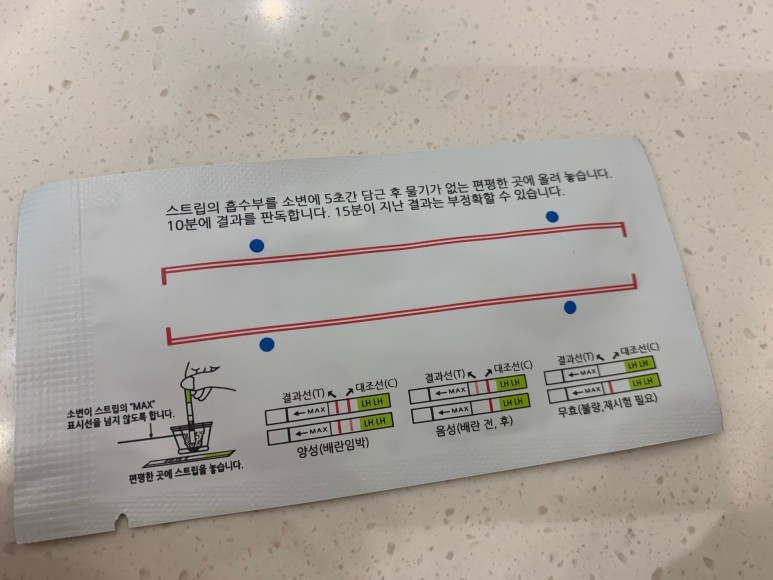 스트립의 흡수부를 소변에 5초간 담근 후 물기가 없는 편평한 곳에 올려 놓습니다.
10분에 결과를 판독합니다. 15분이 지난 결과는 부정확할 수 있습니다.
소변이 스트립의 "MAX"
표시선을 넘지 않도록 합니다.
편평한 곳에 스트립을 놓습니다.
결과선(T) 대조선(C)
MAX LH LH
MAX LH LH
양성(배란임박)
결과선(T) 대조선(C)
MAX LH LH
MAX LH LH
음성(배란 전, 후)
결과선(T) 대조선(C)
MAX LH LH
MAX LH LH
무효(불량,재시험 필요)